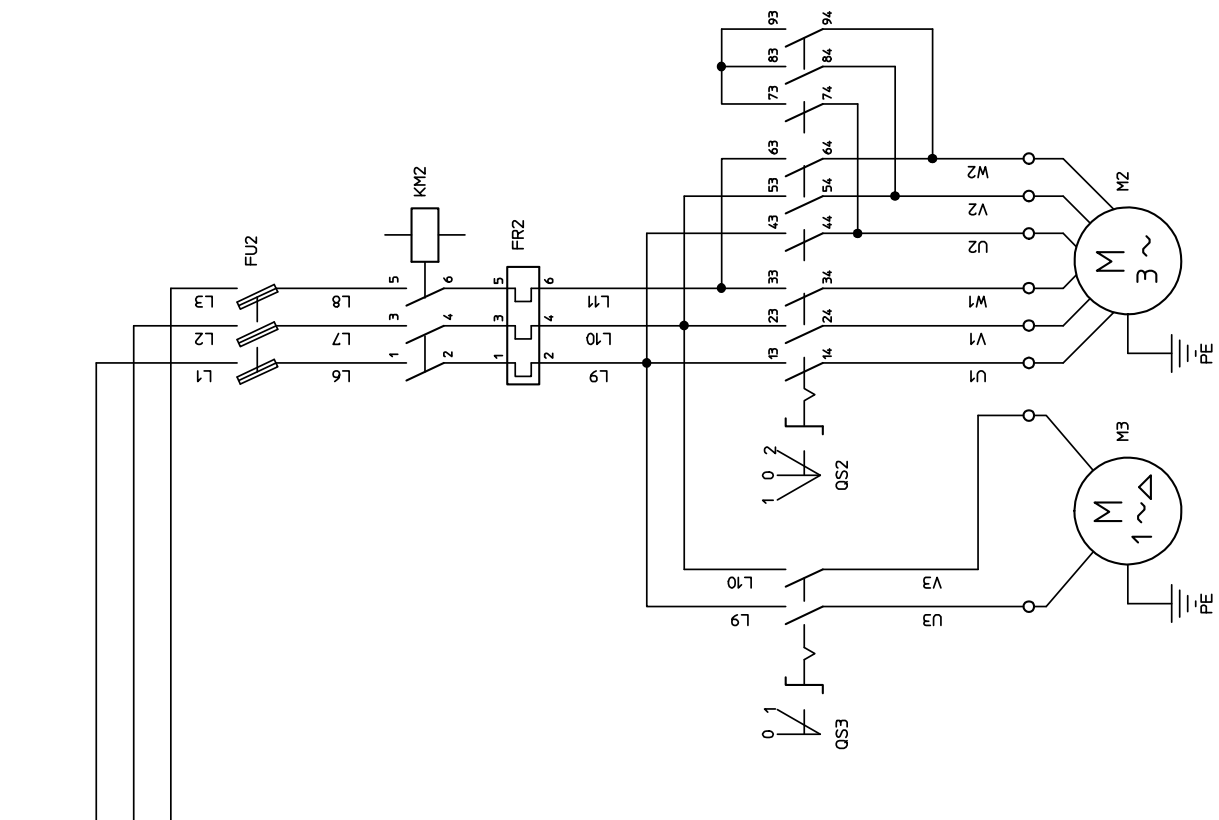 93 94
83 84
73 74
63 64
53 54
43 44
33 34
23 24
13 14
FU2
KM2
FR2
L3 L8 5 6 5 6 L11
L2 L7 3 4 3 4 L10
L1 L6 1 2 1 2 L9
W2
V2
U2
W1
V1
U1
M2
M
3 ~
PE
1 0 2
QS2
M3
M
1 ~ Δ
PE
L10 V3
L9 U3
0 1
QS3